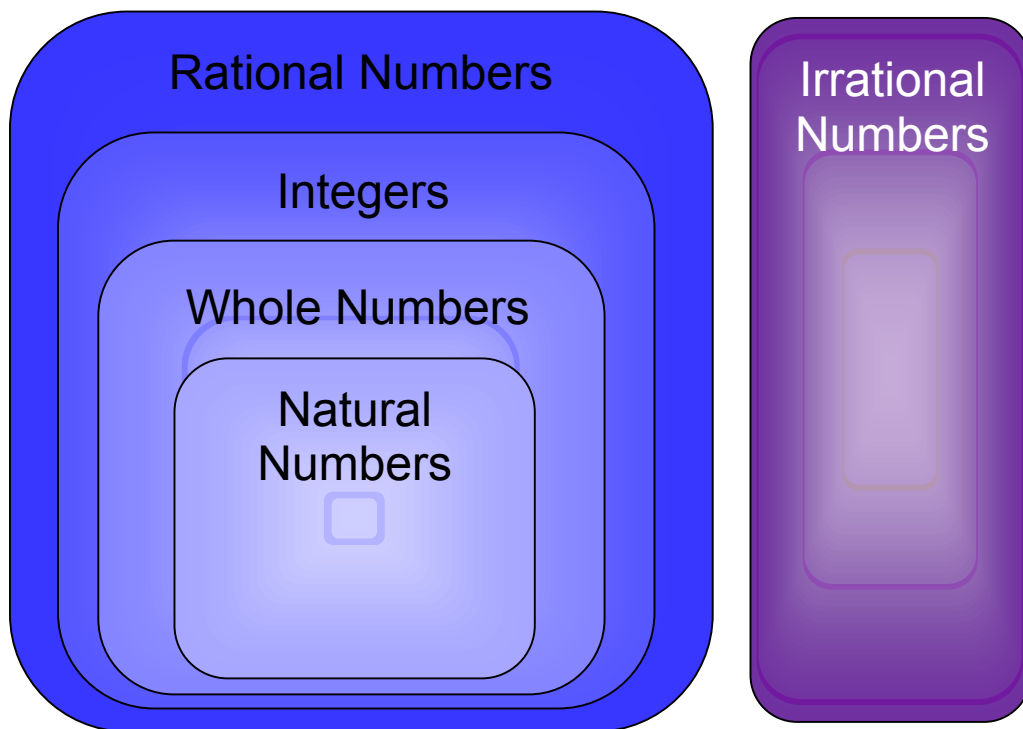 Rational Numbers
Integers
Whole Numbers
Natural
Numbers
Irrational
Numbers